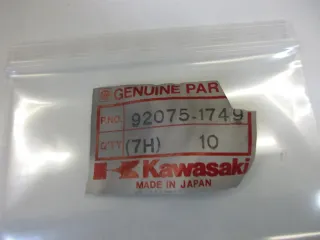 GENUINE PAR
P.NO. 92075-1749
Q'TY (7H) 10
Kawasaki
MADE IN JAPAN